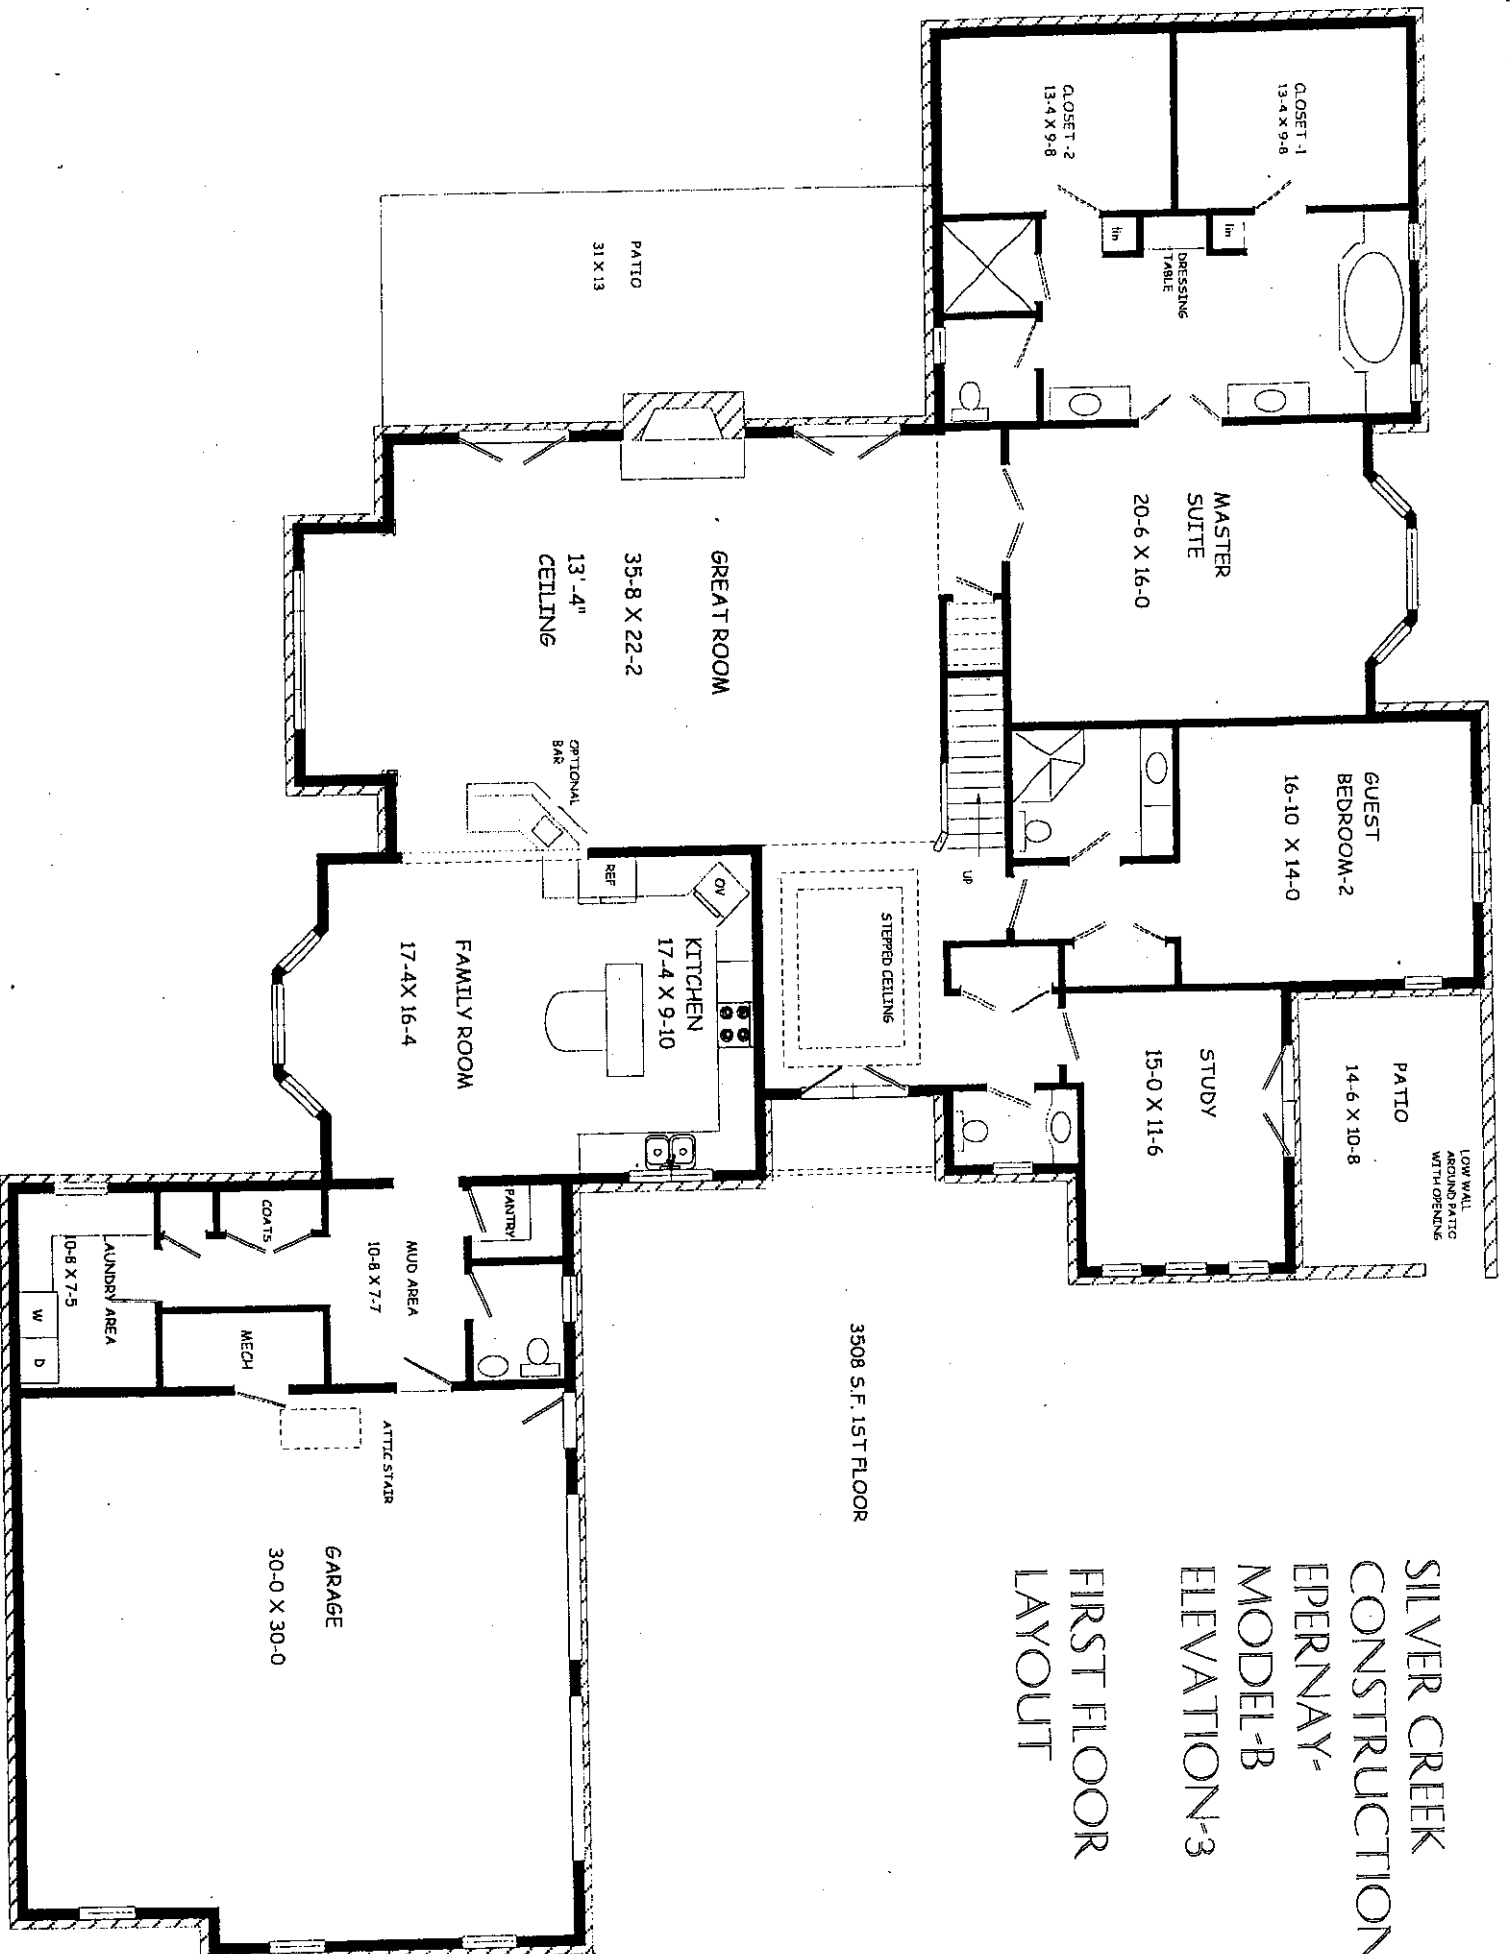 SILVER CREEK
CONSTRUCTION
EPERNAY-
MODEL-B
ELEVATION-3
FIRST FLOOR
LAYOUT
CLOSET -1
13-4 X 9-8
CLOSET -2
13-4 X 9-8
lin
lin
DRESSING
TABLE
PATIO
31 X 13
MASTER
SUITE
20-6 X 16-0
GREAT ROOM
35-8 X 22-2
13'-4"
CEILING
OPTIONAL
BAR
GUEST
BEDROOM-2
16-10 X 14-0
UP
REF
OV
STEPPED CEILING
KITCHEN
17-4 X 9-10
FAMILY ROOM
17-4X 16-4
STUDY
15-0 X 11-6
PATIO
14-6 X 10-8
LOW WALL
AROUND PATIO
WITH OPENING
PANTRY
COATS
MUD AREA
10-8 X 7-7
LAUNDRY AREA
10-8 X 7-5
W
D
MECH
ATTIC STAIR
GARAGE
30-0 X 30-0
3508 S.F. 1ST FLOOR